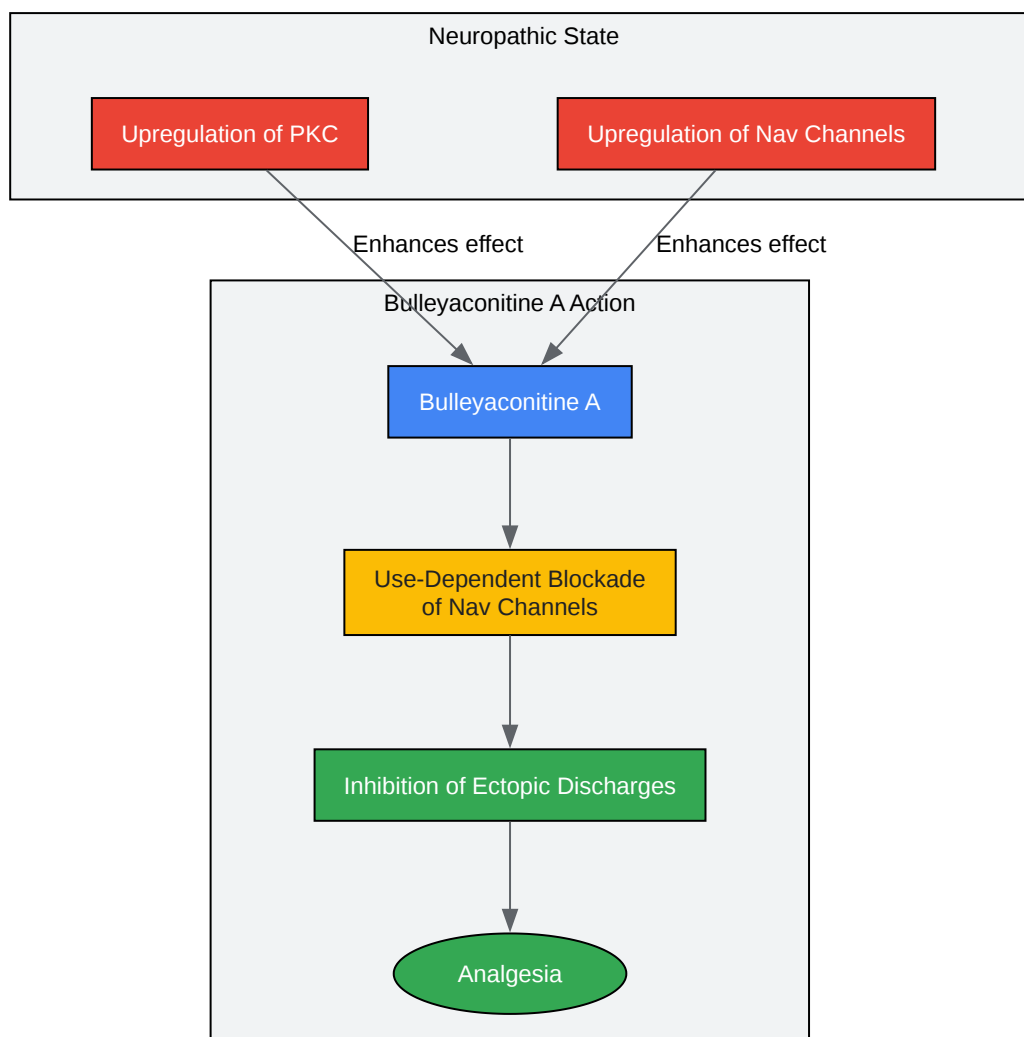 Neuropathic State
Upregulation of PKC
Upregulation of Nav Channels
Enhances effect
Enhances effect
Bulleyaconitine A Action
Bulleyaconitine A
Use-Dependent Blockade
of Nav Channels
Inhibition of Ectopic Discharges
Analgesia